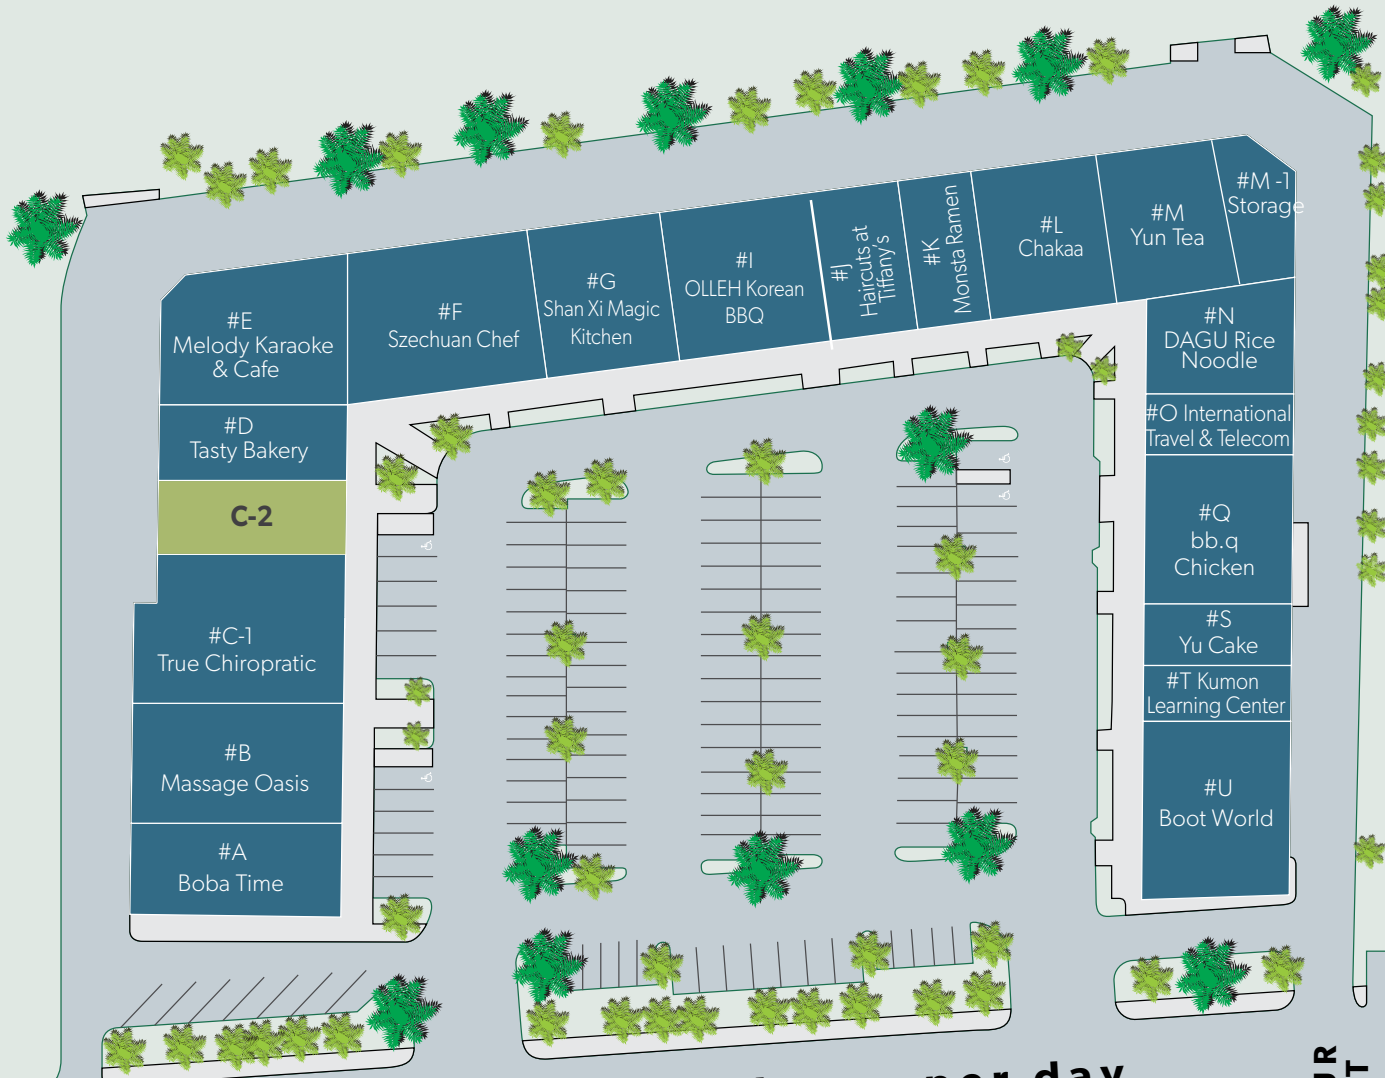 #M -1
Storage
#M
Yun Tea
#L
Chakaa
#K
Monsta Ramen
#J
Haircuts at
Tiffany's
#I
OLLEH Korean
BBQ
#G
Shan Xi Magic
Kitchen
#F
Szechuan Chef
#E
Melody Karaoke
& Cafe
#D
Tasty Bakery
C-2
#C-1
True Chiropratic
#B
Massage Oasis
#A
Boba Time
#N
DAGU Rice
Noodle
#O International
Travel & Telecom
#Q
bb.q
Chicken
#S
Yu Cake
#T Kumon
Learning Center
#U
Boot World
per day